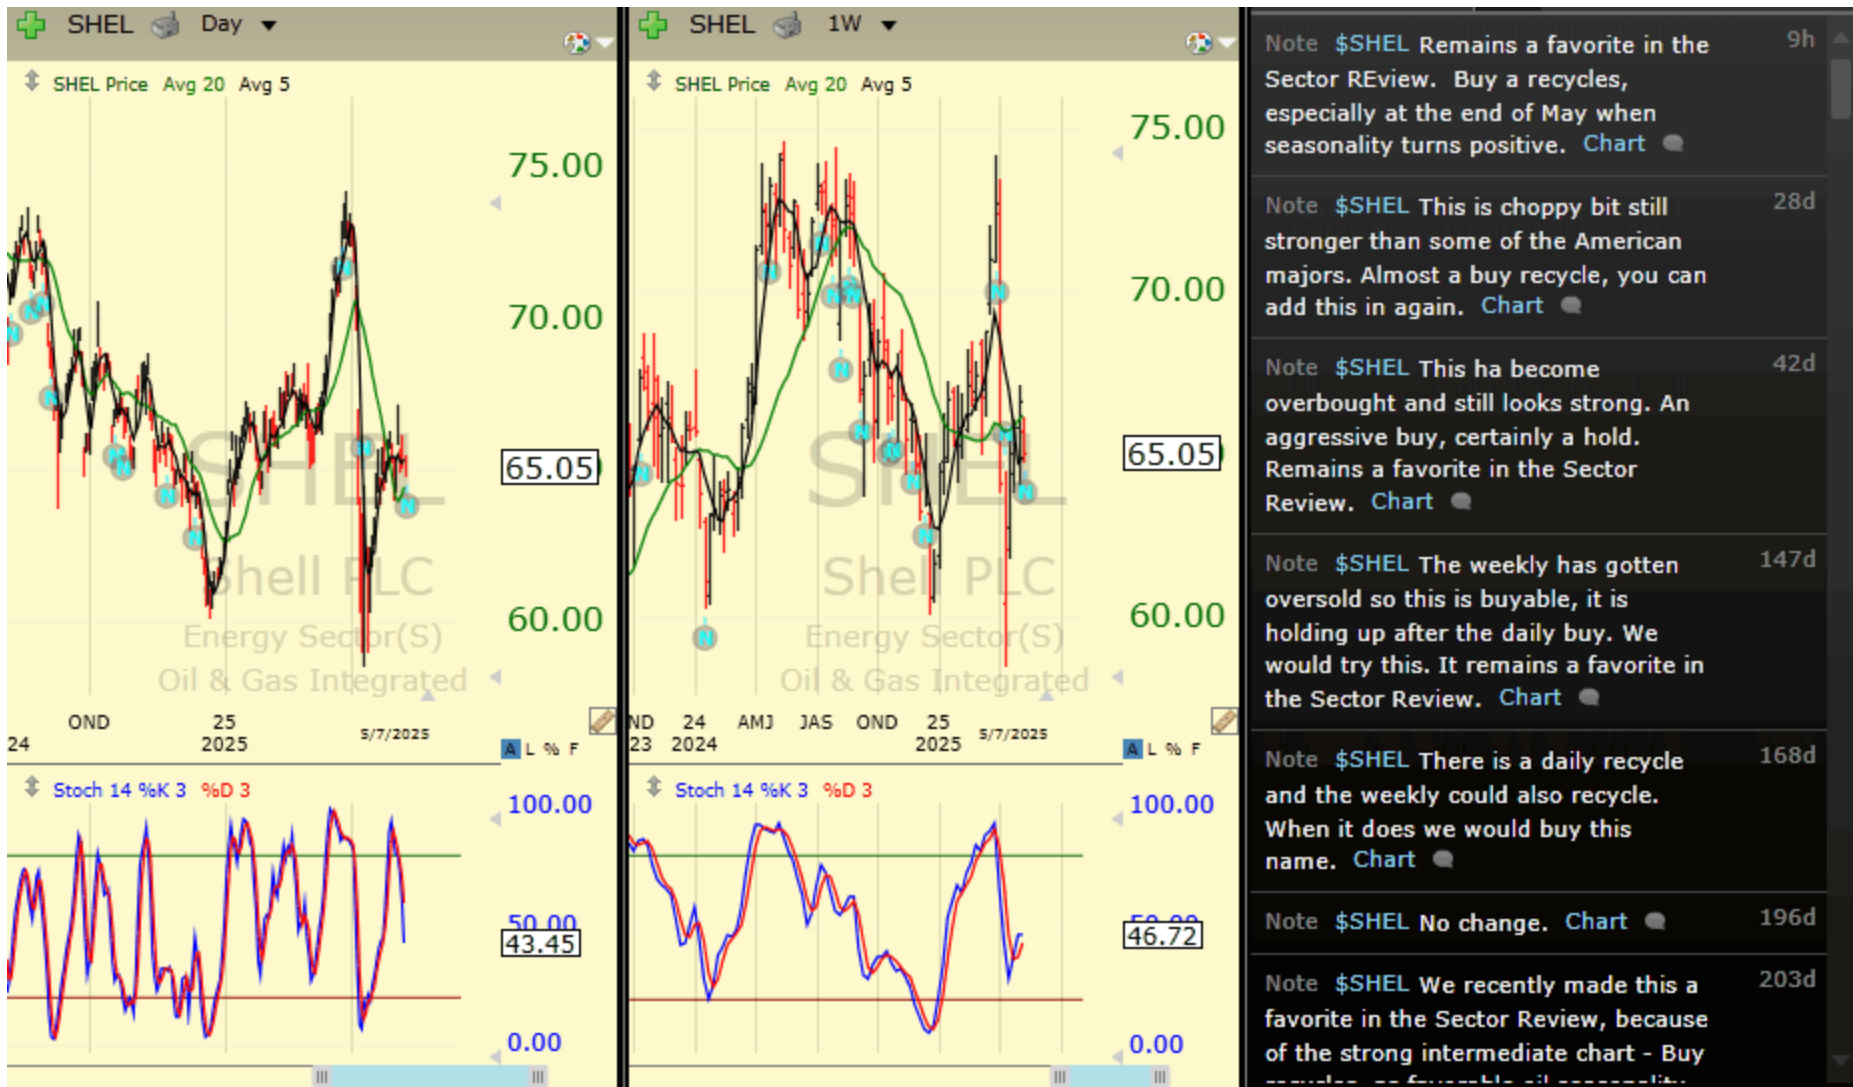 SHEL Day
SHEL Price Avg 20 Avg 5
75.00
70.00
65.05
60.00
SHEL
Shell PLC
Energy Sector(S)
Oil & Gas Integrated
OND 25
24 2025 5/7/2025
A L % F
Stoch 14 %K 3 %D 3
100.00
50.00
43.45
0.00
SHEL 1W
SHEL Price Avg 20 Avg 5
75.00
70.00
65.05
60.00
SHEL
Shell PLC
Energy Sector(S)
Oil & Gas Integrated
ND 24 AMJ JAS OND 25
23 2024 2025 5/7/2025
A L % F
Stoch 14 %K 3 %D 3
100.00
50.00
46.72
0.00
Note $SHEL Remains a favorite in the 9h
Sector REview. Buy a recycles,
especially at the end of May when
seasonality turns positive. Chart
Note $SHEL This is choppy bit still 28d
stronger than some of the American
majors. Almost a buy recycle, you can
add this in again. Chart
Note $SHEL This ha become 42d
overbought and still looks strong. An
aggressive buy, certainly a hold.
Remains a favorite in the Sector
Review. Chart
Note $SHEL The weekly has gotten 147d
oversold so this is buyable, it is
holding up after the daily buy. We
would try this. It remains a favorite in
the Sector Review. Chart
Note $SHEL There is a daily recycle 168d
and the weekly could also recycle.
When it does we would buy this
name. Chart
Note $SHEL No change. Chart 196d
Note $SHEL We recently made this a 203d
favorite in the Sector Review, because
of the strong intermediate chart - Buy